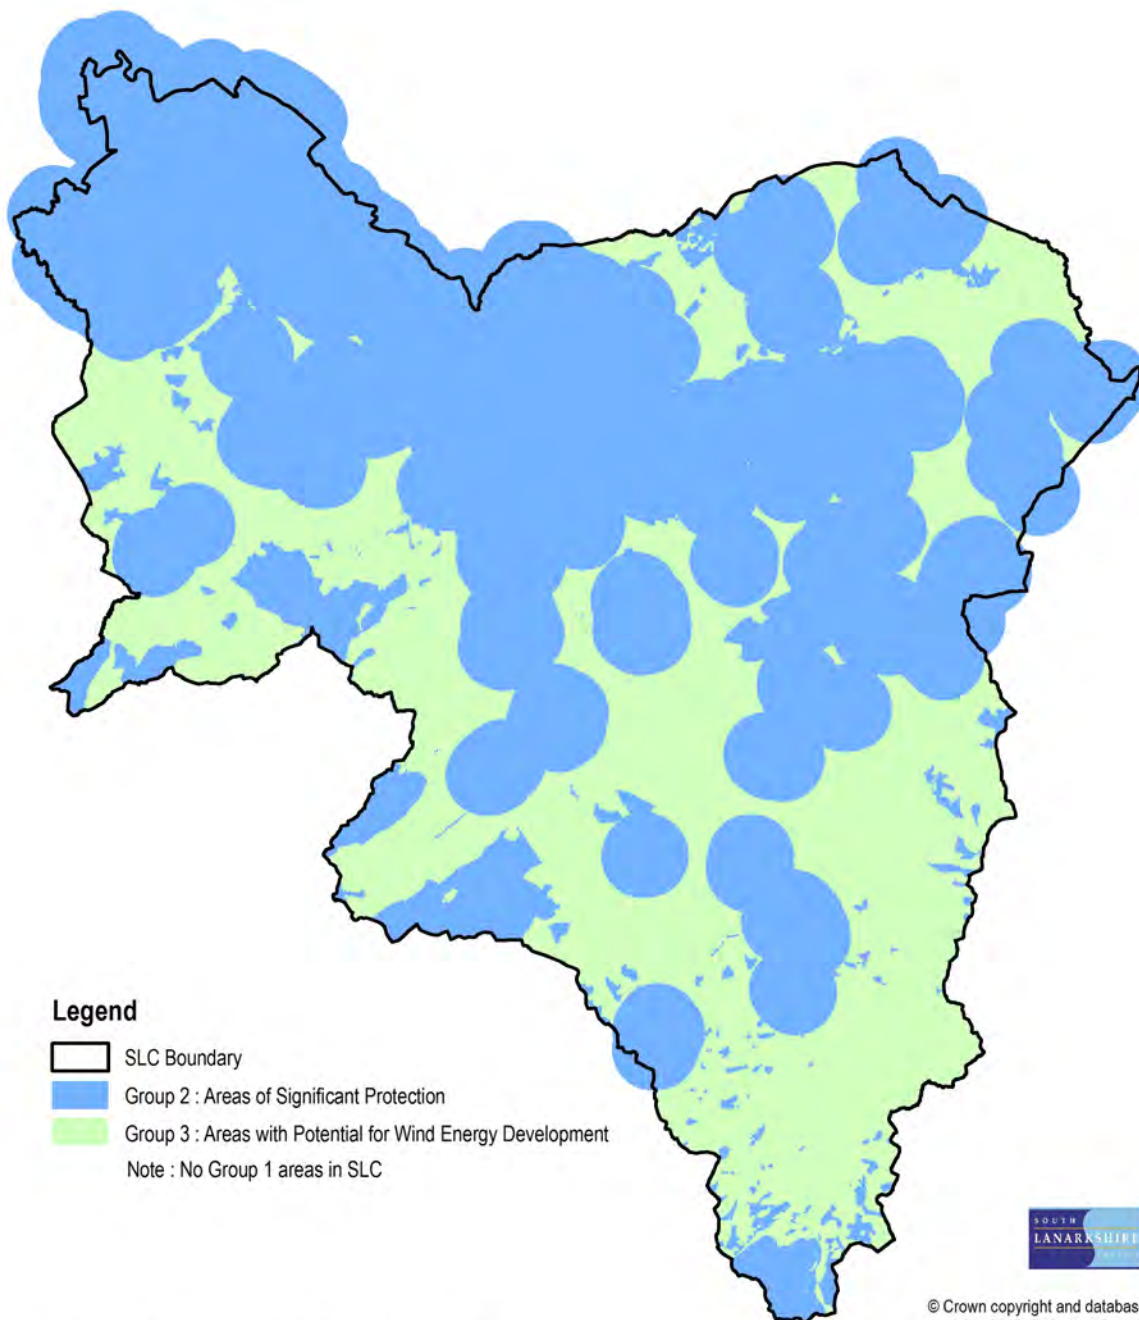 Legend
SLC Boundary
Group 2 : Areas of Significant Protection
Group 3 : Areas with Potential for Wind Energy Development
Note : No Group 1 areas in SLC
SOUTH
LANARKSHIRE
© Crown copyright and databas